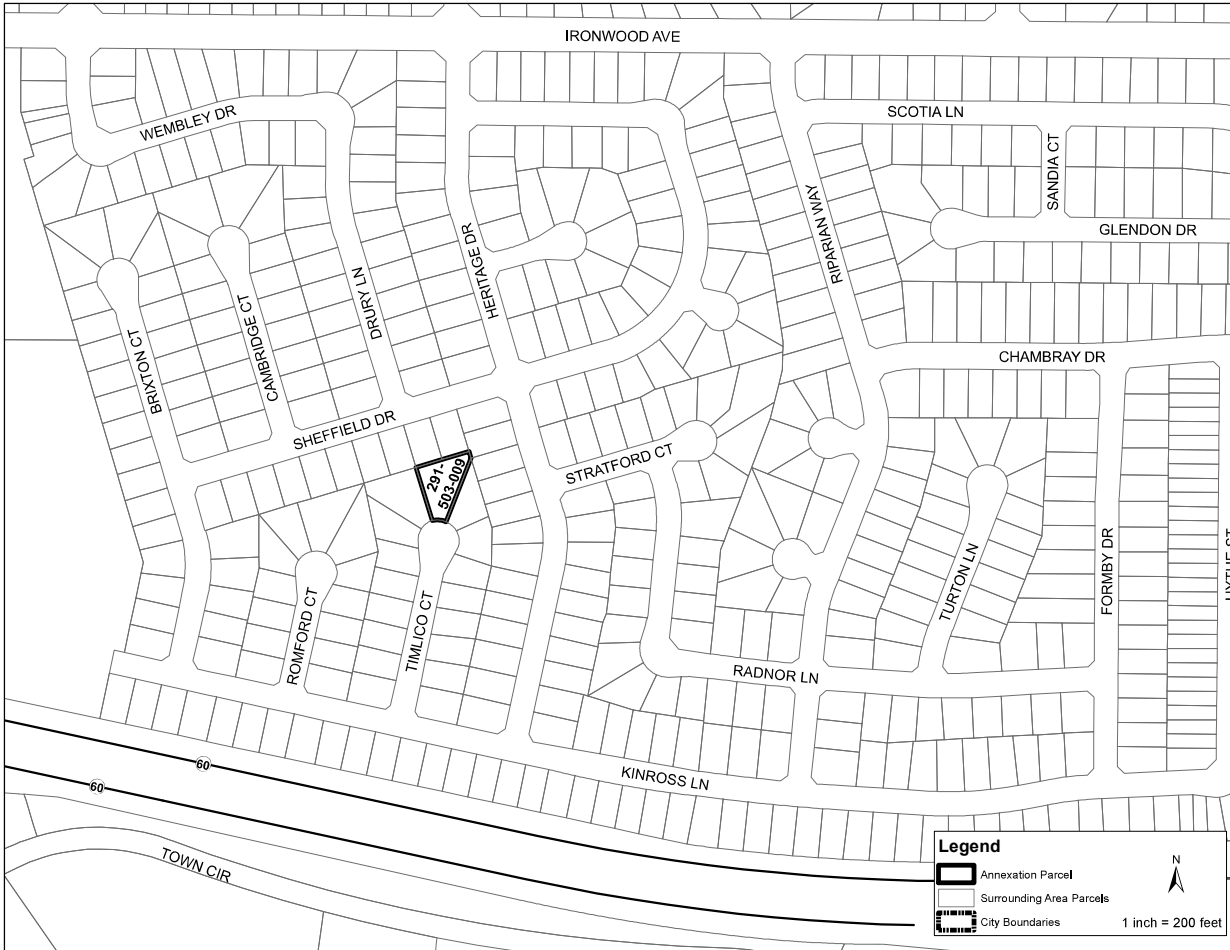 IRONWOOD AVE
SCOTIA LN
WEMBLEY DR
SANDIA CT
RIPARIAN WAY
GLENDON DR
HERITAGE DR
DRURY LN
CAMBRIDGE CT
BRIXTON CT
CHAMBRAY DR
SHEFFIELD DR
STRATFORD CT
291-
503-009
TURTON LN
FORMBY DR
ROMFORD CT
TIMLICO CT
RADNOR LN
60
60
KINROSS LN
TOWN CIR
Legend
Annexation Parcel
Surrounding Area Parcels
City Boundaries
N
1 inch = 200 feet